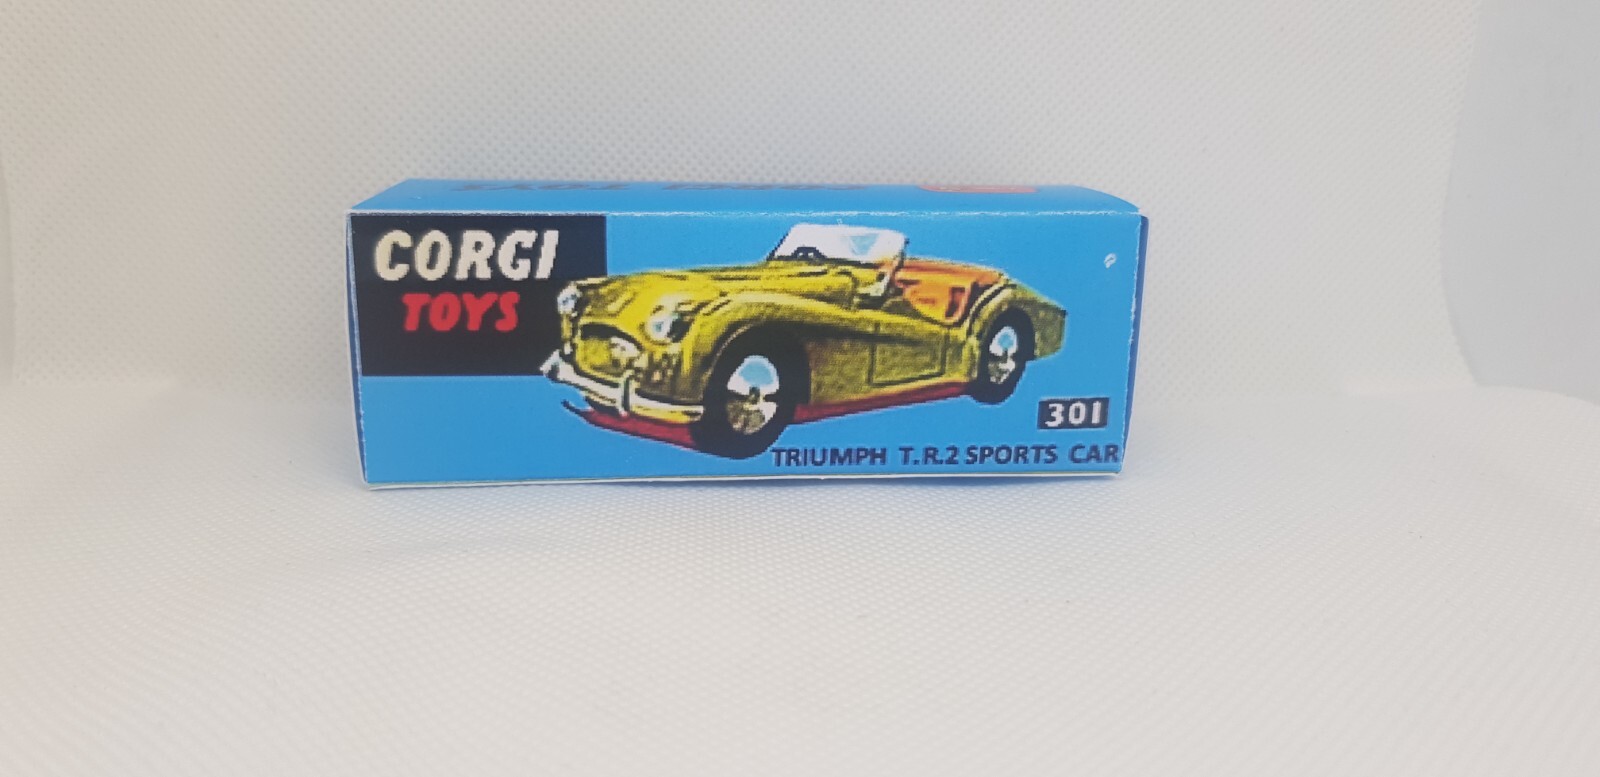 CORGI
TOYS
301
TRIUMPH T.R.2 SPORTS CAR